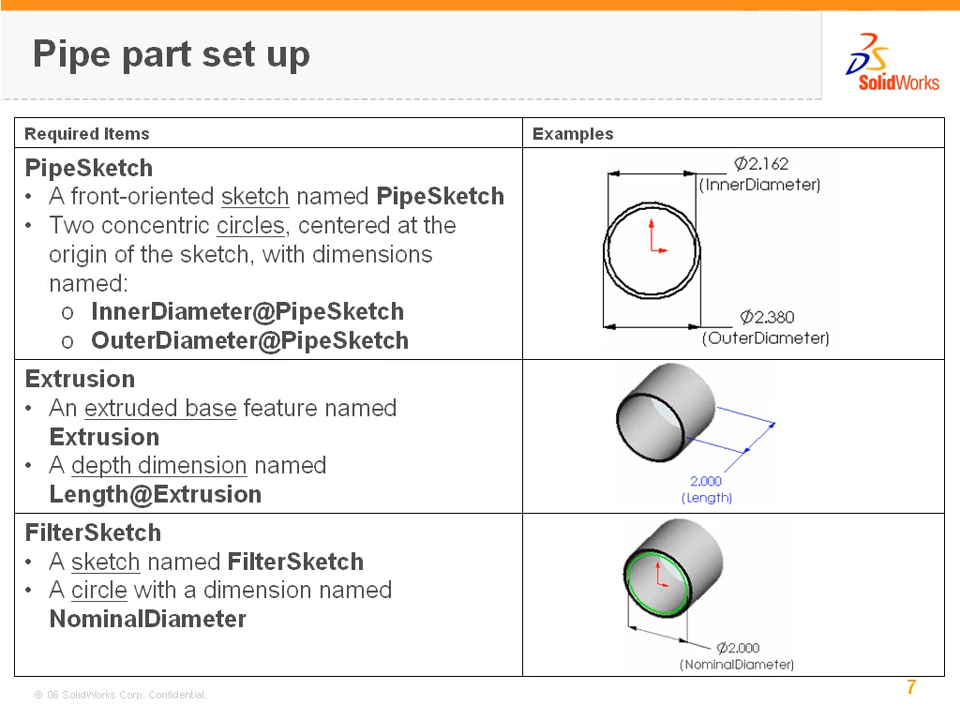 Pipe part set up
SolidWorks
Required Items
Examples
PipeSketch
• A front-oriented sketch named PipeSketch
• Two concentric circles, centered at the
origin of the sketch, with dimensions
named:
o InnerDiameter@PipeSketch
o OuterDiameter@PipeSketch
Ø2.162
(InnerDiameter)
Ø2.380
(OuterDiameter)
Extrusion
• An extruded base feature named
Extrusion
• A depth dimension named
Length@Extrusion
2.000
(Length)
FilterSketch
• A sketch named FilterSketch
• A circle with a dimension named
NominalDiameter
Ø2.000
(NominalDiameter)
© 06 SolidWorks Corp. Confidential.
7